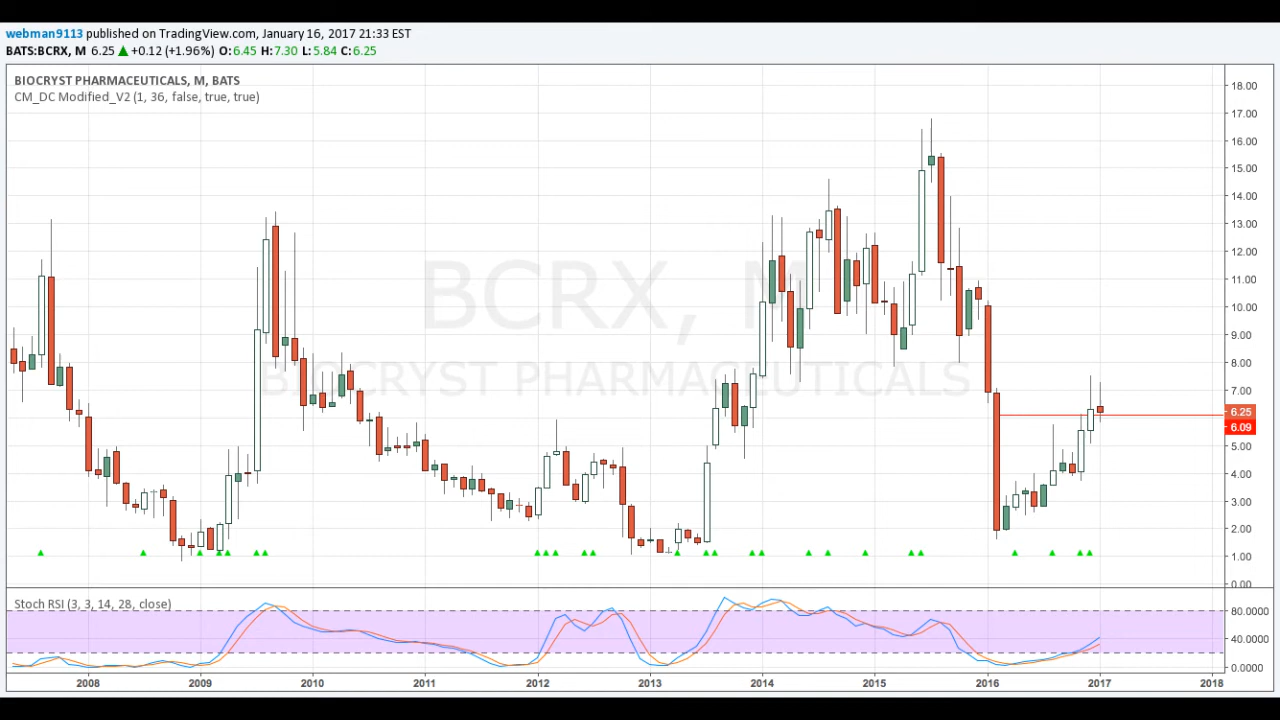 webman9113 published on TradingView.com, January 16, 2017 21:33 EST
BATS:BCRX, M 6.25 ▲ +0.12 (+1.96%) O:6.45 H:7.30 L:5.84 C:6.25
BIOCRYST PHARMACEUTICALS, M, BATS
CM_DC Modified_V2 (1, 36, false, true, true)
BCRX, M
BIOCRYST PHARMACEUTICALS
18.00
17.00
16.00
15.00
14.00
13.00
12.00
11.00
10.00
9.00
8.00
7.00
6.25
6.09
5.00
4.00
3.00
2.00
1.00
0.00
Stoch RSI (3, 3, 14, 28, close)
80.0000
40.0000
0.0000
2008 2009 2010 2011 2012 2013 2014 2015 2016 2017 2018